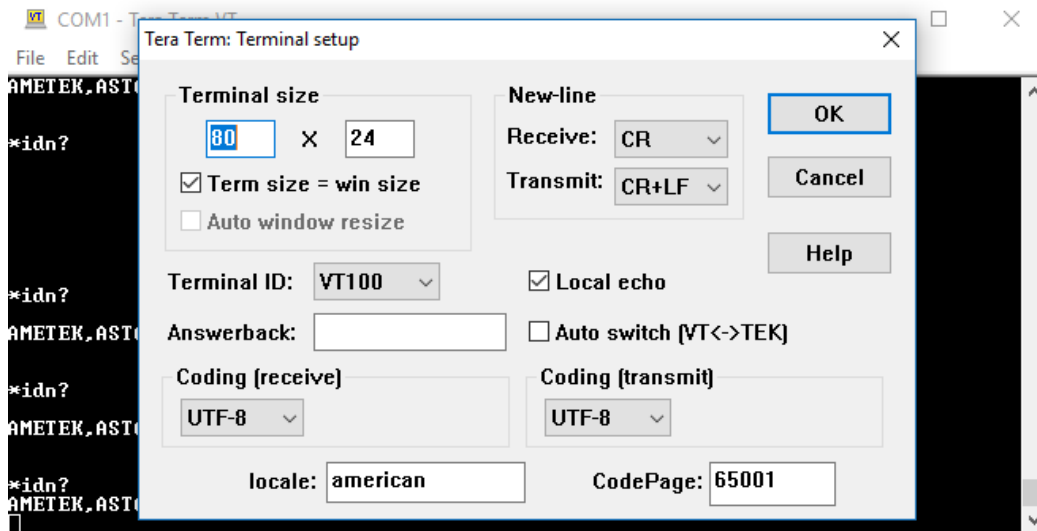 COM1 - Tera Term VT
File Edit Se
Tera Term: Terminal setup
AMETEK,AST
*idn?
*idn?
AMETEK,AST
*idn?
AMETEK,AST
*idn?
AMETEK,AST
Terminal size
80 X 24
Term size = win size
Auto window resize
New-line
Receive: CR
Transmit: CR+LF
OK
Cancel
Help
Terminal ID: VT100
Local echo
Answerback:
Auto switch (VT<->TEK)
Coding (receive)
UTF-8
Coding (transmit)
UTF-8
locale: american
CodePage: 65001